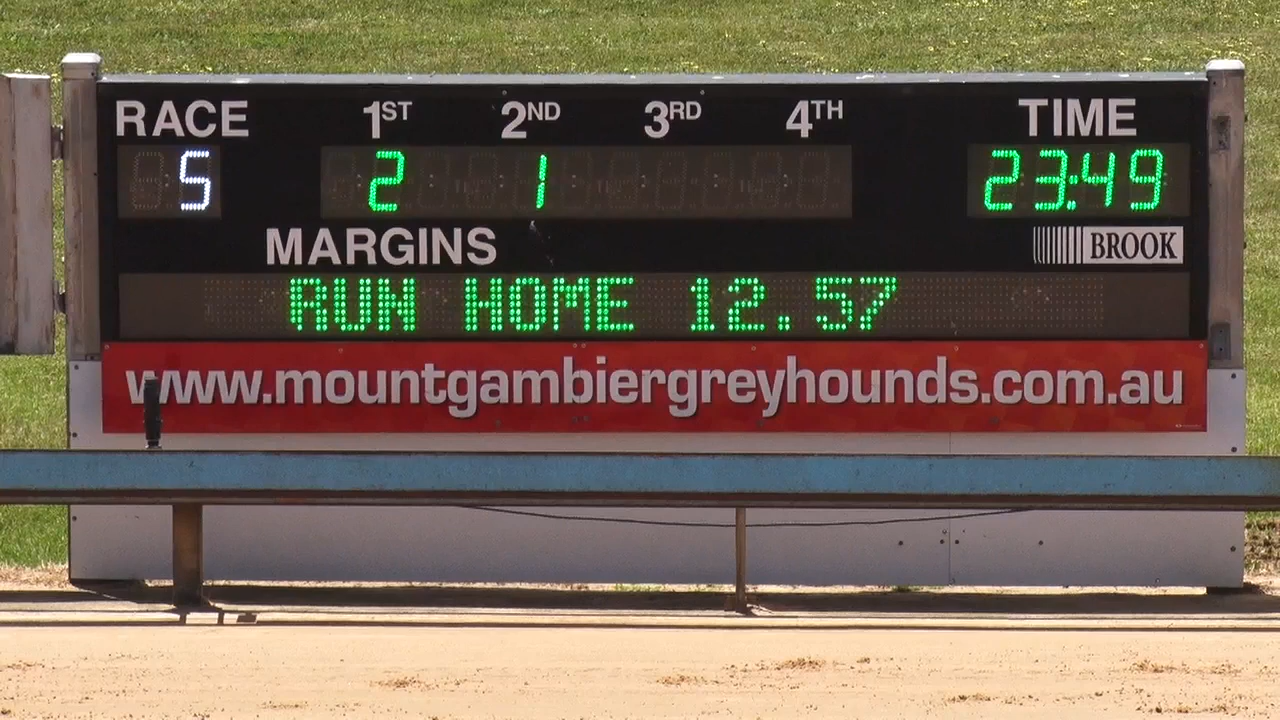 RACE 1ST 2ND 3RD 4TH TIME
5 2 1 23:49
MARGINS BROOK
RUN HOME 12.57
www.mountgambiergreyhounds.com.au